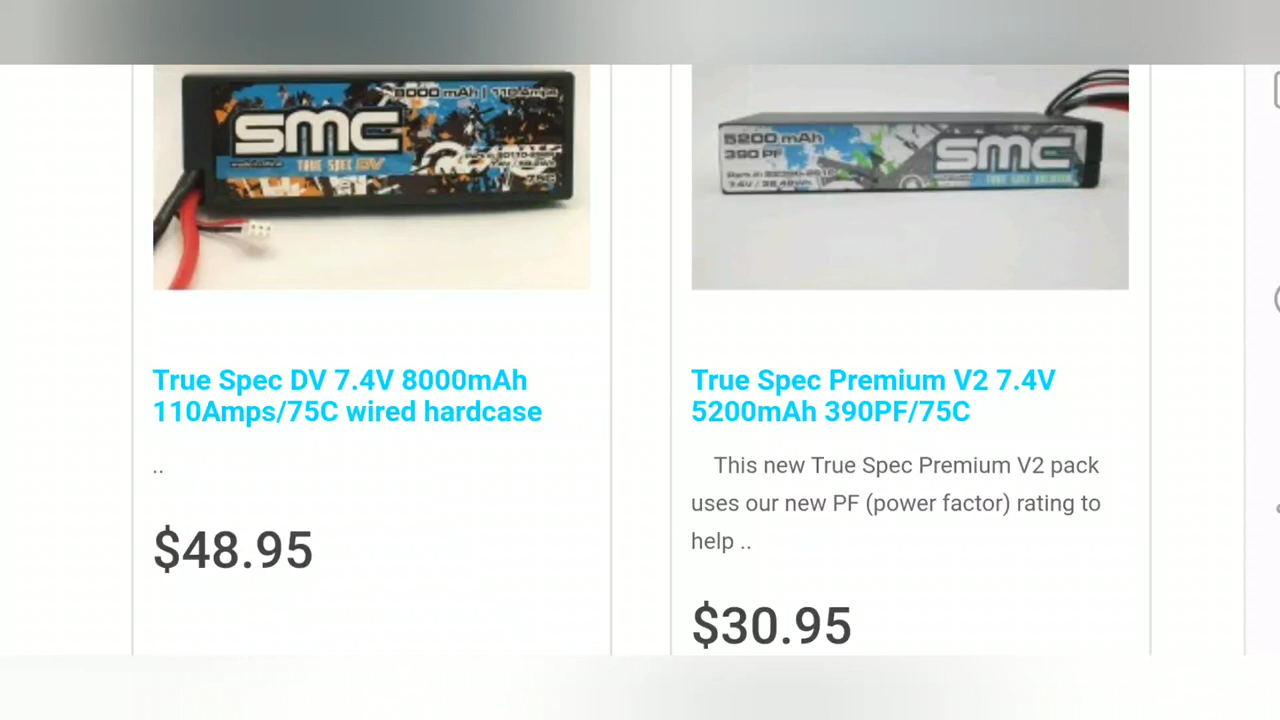 8000 mAh | 110Amps
smc
TRUE SPEC DV
75C
5200 mAh
390 PF
smc
TRUE SPEC PREMIUM
True Spec DV 7.4V 8000mAh
110Amps/75C wired hardcase
..
$48.95
True Spec Premium V2 7.4V
5200mAh 390PF/75C
This new True Spec Premium V2 pack
uses our new PF (power factor) rating to
help ..
$30.95